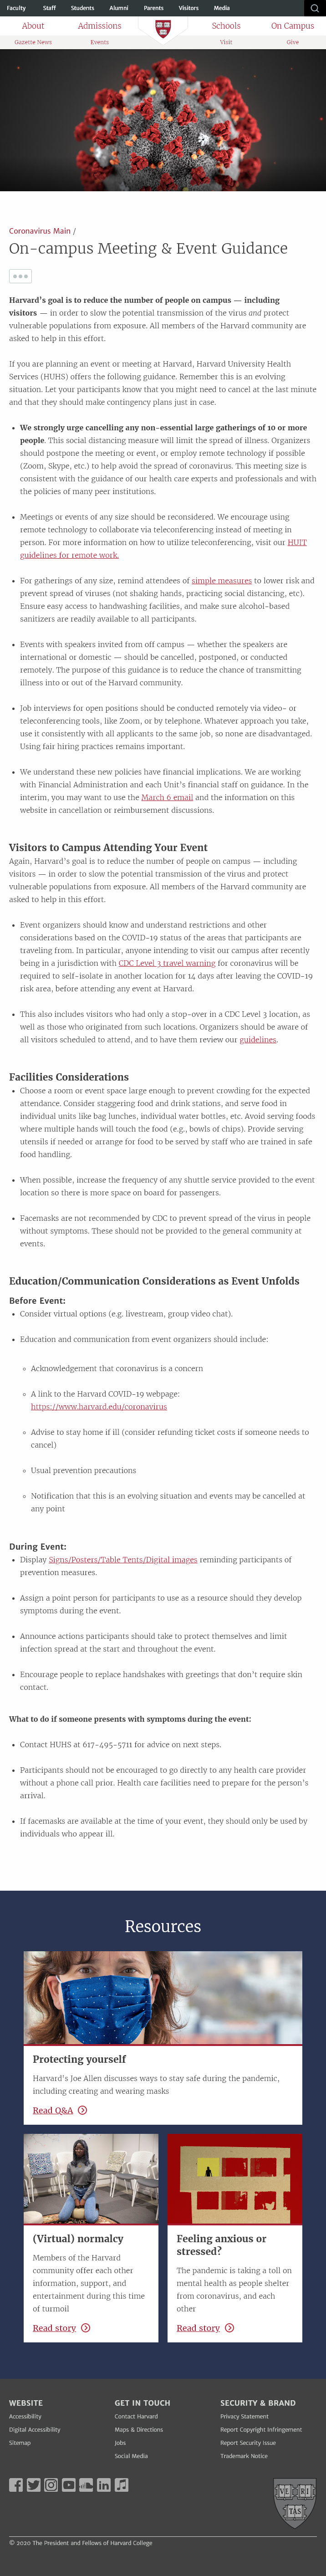 Faculty Staff Students Alumni Parents Visitors Media
About Admissions Schools On Campus
Gazette News Events Visit Give
Coronavirus Main /
On-campus Meeting & Event Guidance
Harvard's goal is to reduce the number of people on campus — including
visitors — in order to slow the potential transmission of the virus and protect
vulnerable populations from exposure. All members of the Harvard community are
asked to help in this effort.
If you are planning an event or meeting at Harvard, Harvard University Health
Services (HUHS) offers the following guidance. Remember this is an evolving
situation. Let your participants know that you might need to cancel at the last minute
and that they should make contingency plans just in case.
• We strongly urge cancelling any non-essential large gatherings of 10 or more
people. This social distancing measure will limit the spread of illness. Organizers
should postpone the meeting or event, or employ remote technology if possible
(Zoom, Skype, etc.) to help avoid the spread of coronavirus. This meeting size is
consistent with the guidance of our health care experts and professionals and with
the policies of many peer institutions.
• Meetings or events of any size should be reconsidered. We encourage using
remote technology to collaborate via teleconferencing instead of meeting in
person. For more information on how to utilize teleconferencing, visit our HUIT
guidelines for remote work.
• For gatherings of any size, remind attendees of simple measures to lower risk and
prevent spread of illness (not shaking hands, practicing social distancing, etc).
Ensure easy access to handwashing facilities, and make sure alcohol-based
sanitizers are readily available to all participants.
• Events with speakers invited from off campus — whether the speakers are
international or domestic — should be cancelled, postponed, or conducted
remotely. The purpose of this guidance is to reduce the chance of transmitting
illness into or out of the Harvard community.
• Job interviews for open positions should be conducted remotely via video- or
teleconferencing tools, like Zoom, or by telephone. Whatever approach you take,
use it consistently with all applicants to the same job, so none are disadvantaged.
Using fair hiring practices remains important.
• We understand these new policies have financial implications. We are working
with Financial Administration and each Unit's financial staff on guidance. In the
interim, you may want to use the March 6 email and the information on this
website in cancellation or reimbursement discussions.
Visitors to Campus Attending Your Event
Again, Harvard's goal is to reduce the number of people on campus — including
visitors — in order to slow the potential transmission of the virus and protect
vulnerable populations from exposure. All members of the Harvard community are
asked to help in this effort.
• Event organizers should know and understand restrictions and other
considerations based on the COVID-19 status of the areas that participants are
traveling from. In particular, anyone intending to visit our campus after recently
being in a jurisdiction with CDC Level 3 travel warning for coronavirus will be
required to self-isolate in another location for 14 days after leaving the COVID-19
risk area, before attending any event at Harvard.
• This also includes visitors who had only a stop-over in a CDC Level 3 location, as
well as those who originated from such locations. Organizers should be aware of
all visitors scheduled to attend, and to have them review our guidelines.
Facilities Considerations
• Choose a room or event space large enough to prevent crowding for the expected
attendance. Consider staggering food and drink stations, and serve food in
individual units like bag lunches, individual water bottles, etc. Avoid serving foods
where multiple hands will touch the food (e.g., bowls of chips). Provide serving
utensils if needed or arrange for food to be served by staff who are trained in safe
food handling.
• When possible, increase the frequency of any shuttle service provided to the event
location so there is more space on board for passengers.
• Facemasks are not recommended by CDC to prevent spread of the virus in people
without symptoms. These should not be provided to the general community at
events.
Education/Communication Considerations as Event Unfolds
Before Event:
• Consider virtual options (e.g. livestream, group video chat).
• Education and communication from event organizers should include:
◦ Acknowledgement that coronavirus is a concern
◦ A link to the Harvard COVID-19 webpage:
https://www.harvard.edu/coronavirus
◦ Advise to stay home if ill (consider refunding ticket costs if someone needs to
cancel)
◦ Usual prevention precautions
◦ Notification that this is an evolving situation and events may be cancelled at
any point
During Event:
• Display Signs/Posters/Table Tents/Digital images reminding participants of
prevention measures.
• Assign a point person for participants to use as a resource should they develop
symptoms during the event.
• Announce actions participants should take to protect themselves and limit
infection spread at the start and throughout the event.
• Encourage people to replace handshakes with greetings that don't require skin
contact.
What to do if someone presents with symptoms during the event:
• Contact HUHS at 617-495-5711 for advice on next steps.
• Participants should not be encouraged to go directly to any health care provider
without a phone call prior. Health care facilities need to prepare for the person's
arrival.
• If facemasks are available at the time of your event, they should only be used by
individuals who appear ill.
Resources
Protecting yourself
Harvard's Joe Allen discusses ways to stay safe during the pandemic,
including creating and wearing masks
Read Q&A
(Virtual) normalcy
Members of the Harvard
community offer each other
information, support, and
entertainment during this time
of turmoil
Read story
Feeling anxious or
stressed?
The pandemic is taking a toll on
mental health as people shelter
from coronavirus, and each
other
Read story
WEBSITE
Accessibility
Digital Accessibility
Sitemap
GET IN TOUCH
Contact Harvard
Maps & Directions
Jobs
Social Media
SECURITY & BRAND
Privacy Statement
Report Copyright Infringement
Report Security Issue
Trademark Notice
VE RI
TAS
© 2020 The President and Fellows of Harvard College